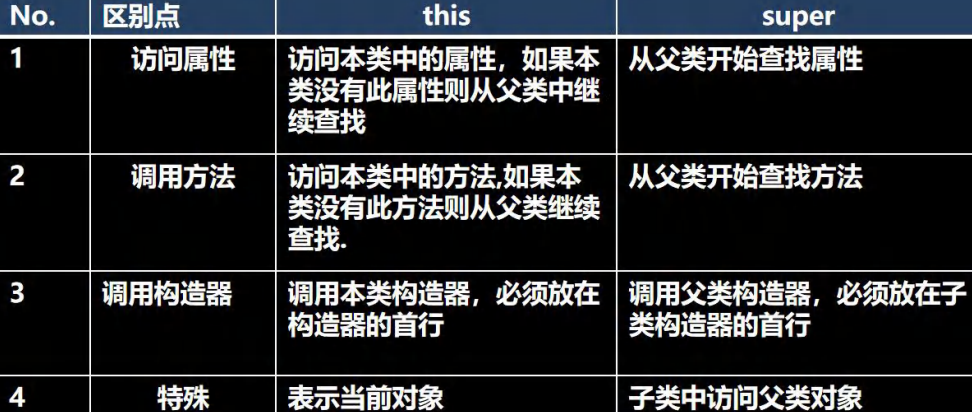 No. 区别点 this super
1 访问属性 访问本类中的属性，如果本类没有此属性则从父类中继续查找 从父类开始查找属性
2 调用方法 访问本类中的方法,如果本类没有此方法则从父类继续查找. 从父类开始查找方法
3 调用构造器 调用本类构造器，必须放在构造器的首行 调用父类构造器，必须放在子类构造器的首行
4 特殊 表示当前对象 子类中访问父类对象